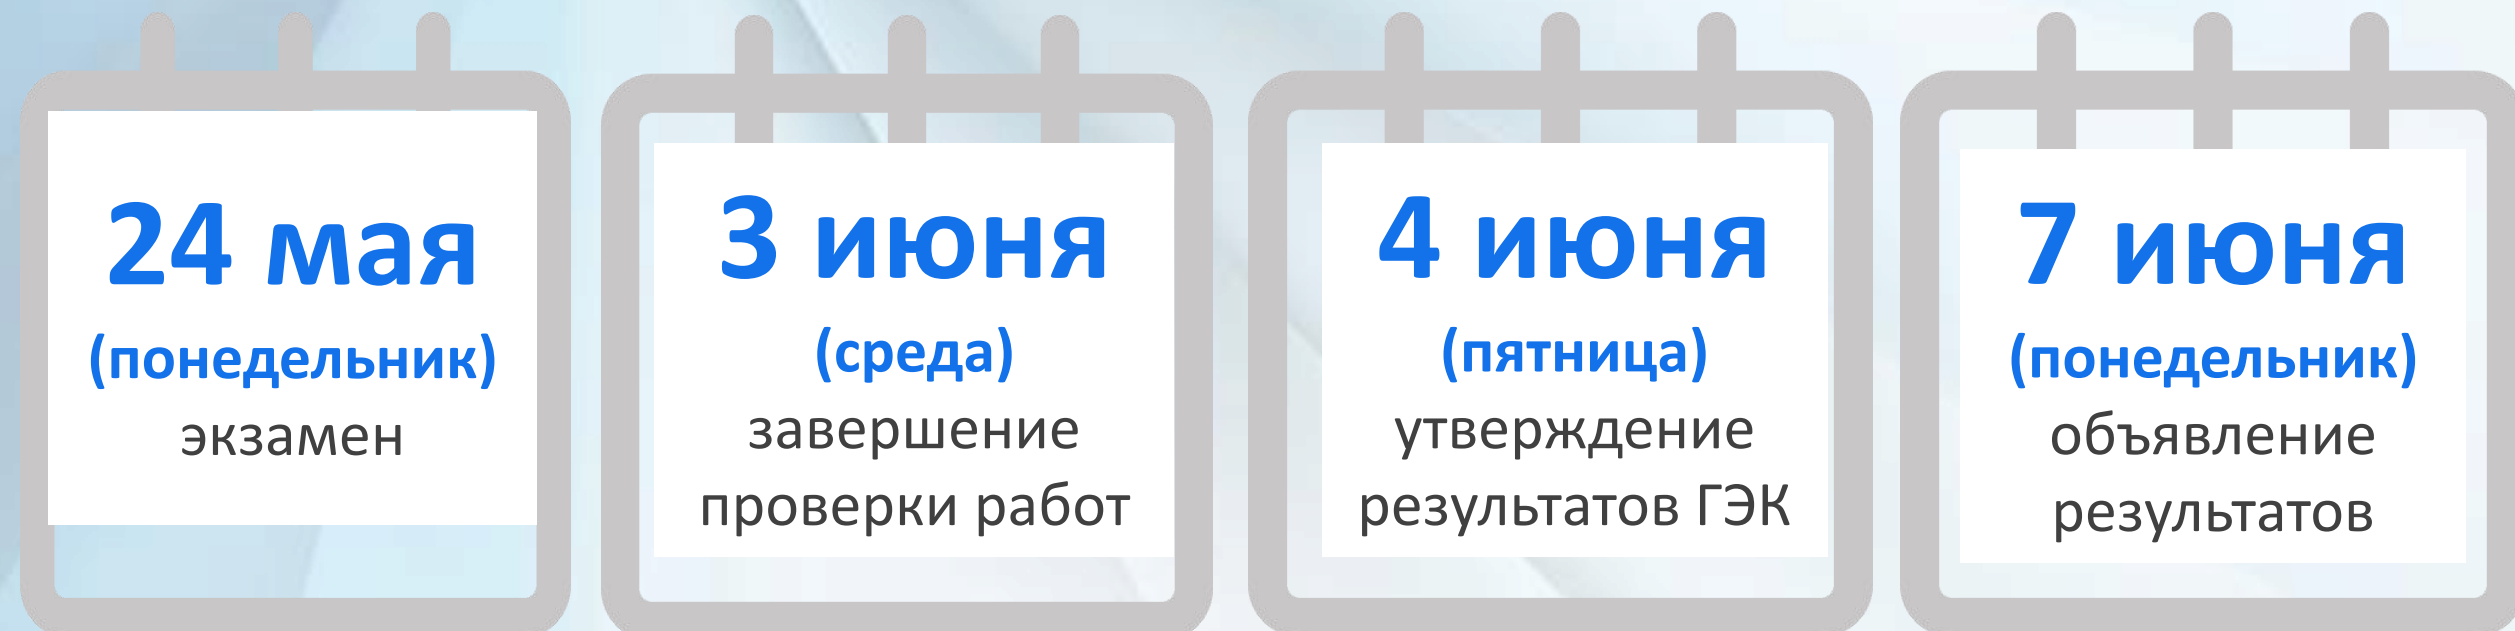 24 мая
(понедельник)
экзамен
3 июня
(среда)
завершение
проверки работ
4 июня
(пятница)
утверждение
результатов ГЭК
7 июня
(понедельник)
объявление
результатов